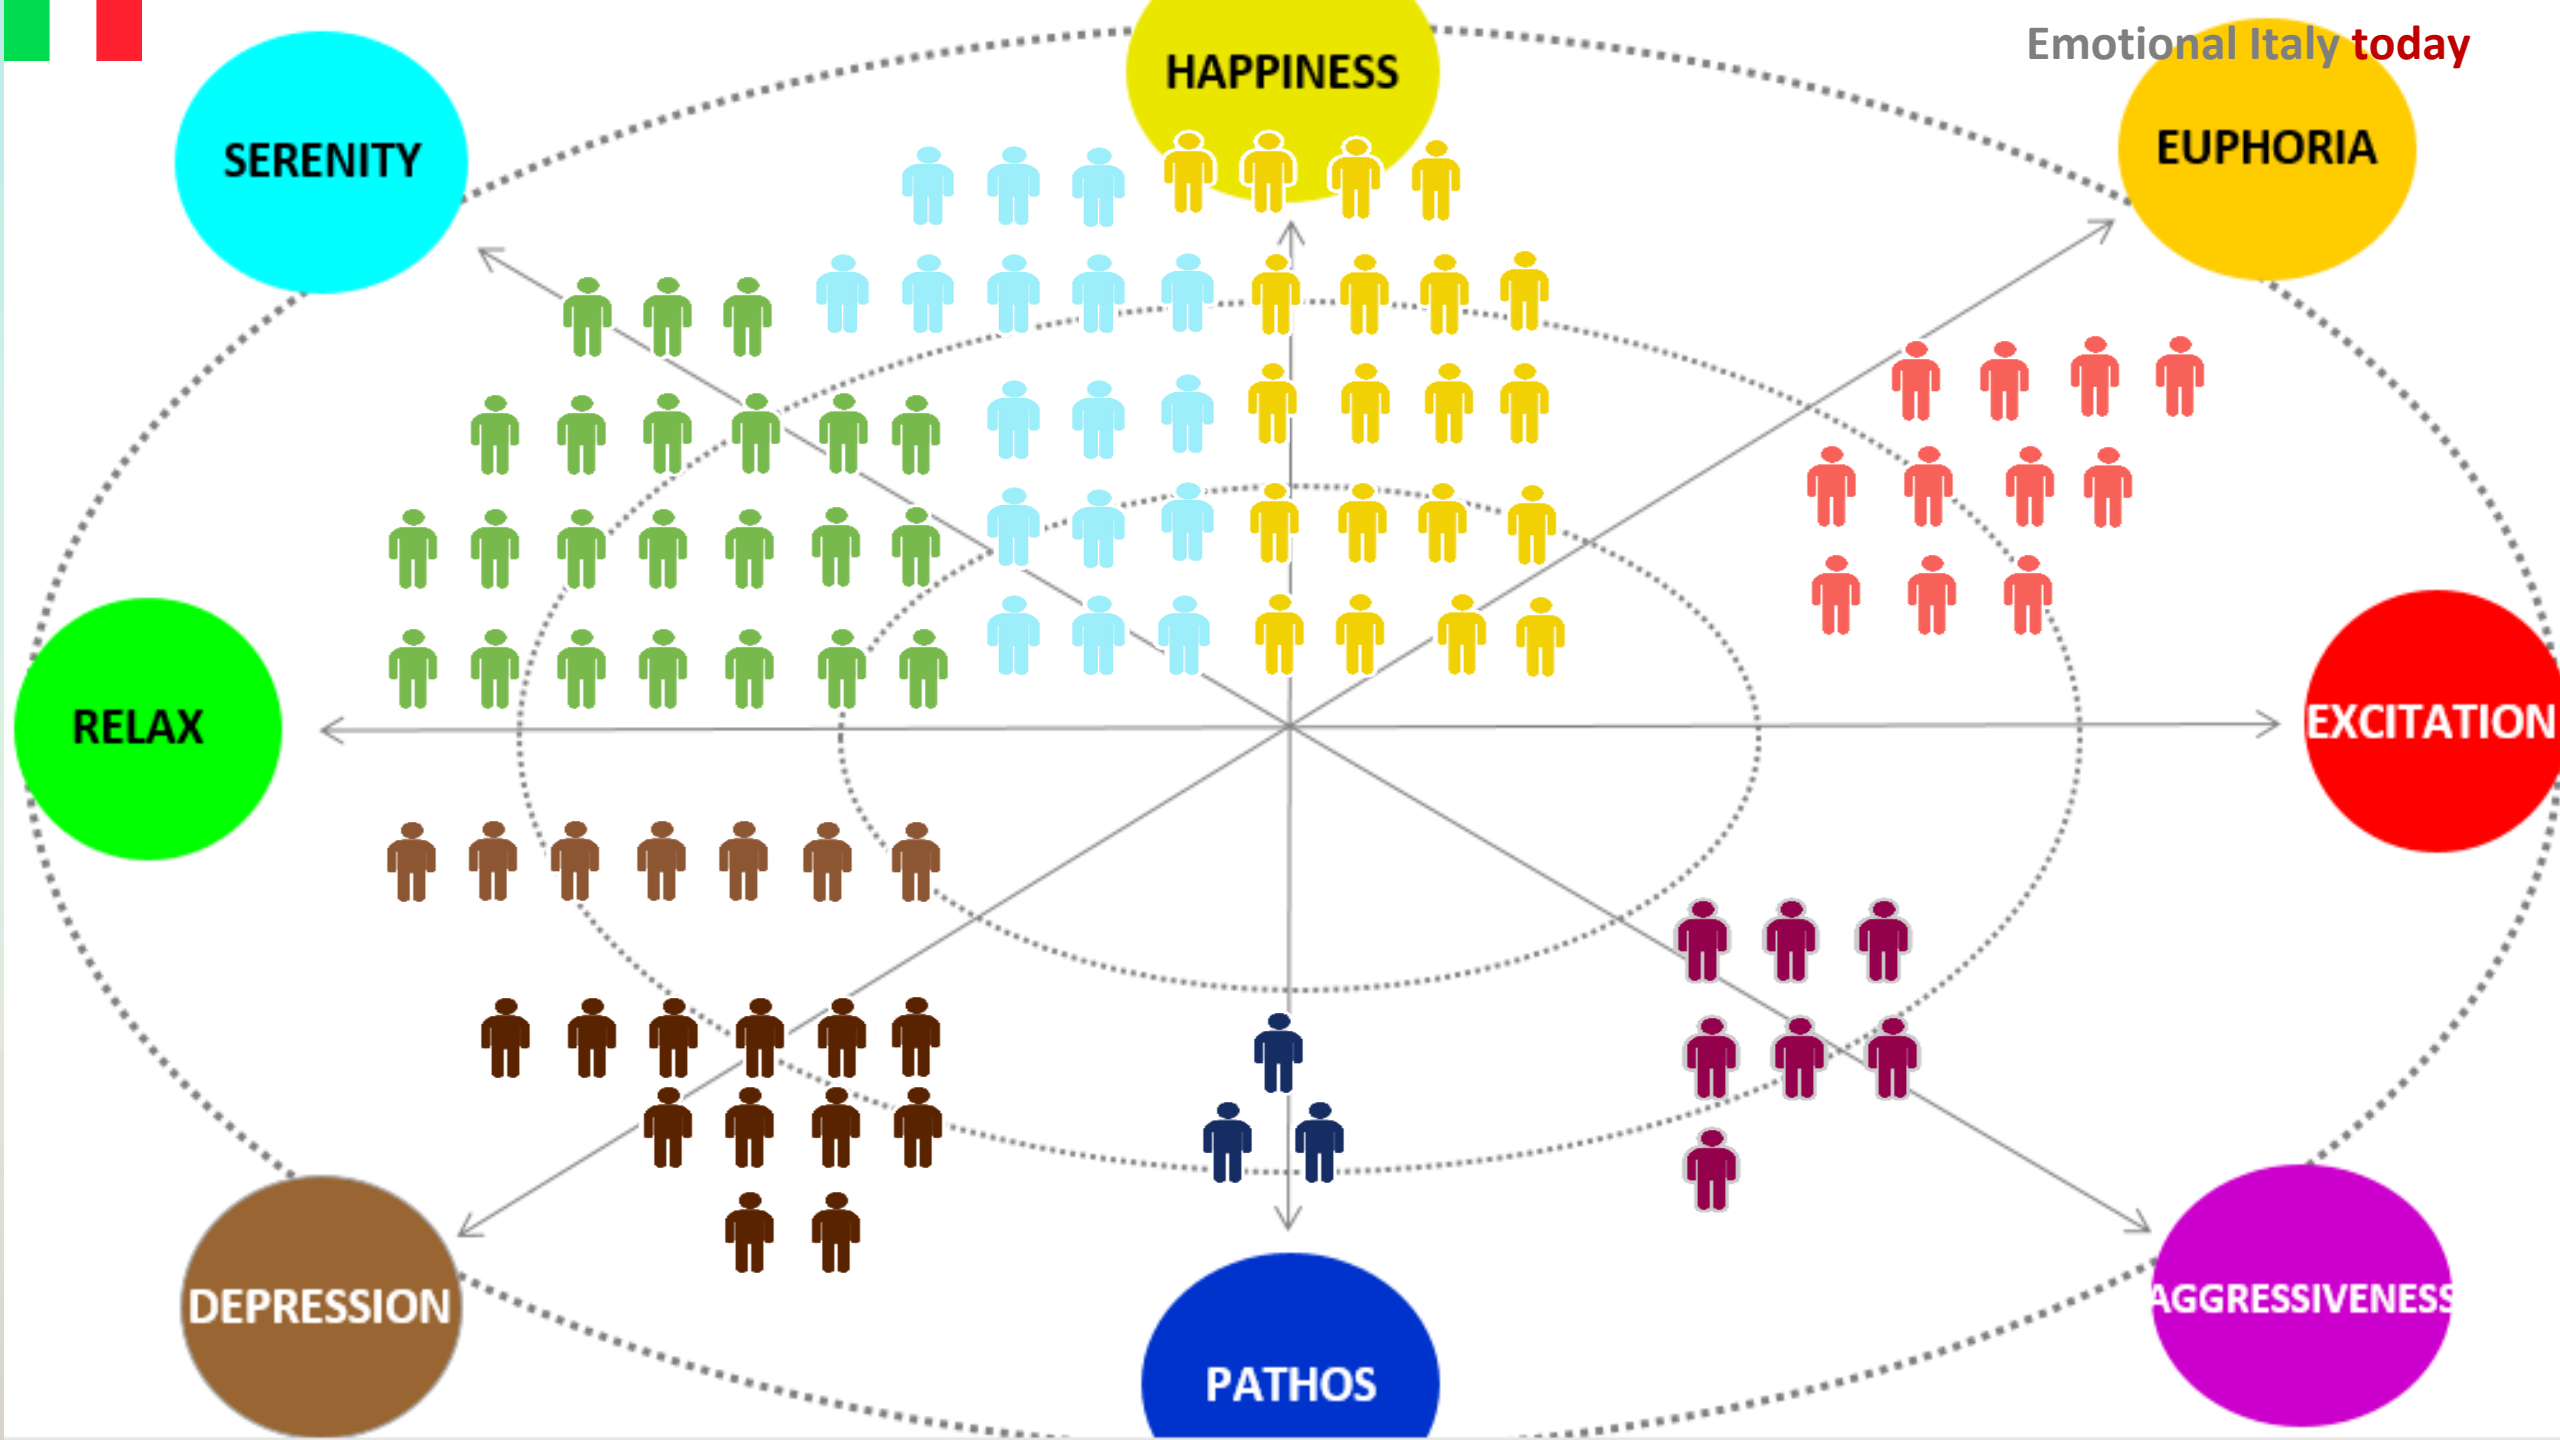 Emotional Italy today
HAPPINESS
SERENITY
EUPHORIA
RELAX
EXCITATION
DEPRESSION
AGGRESSIVENESS
PATHOS